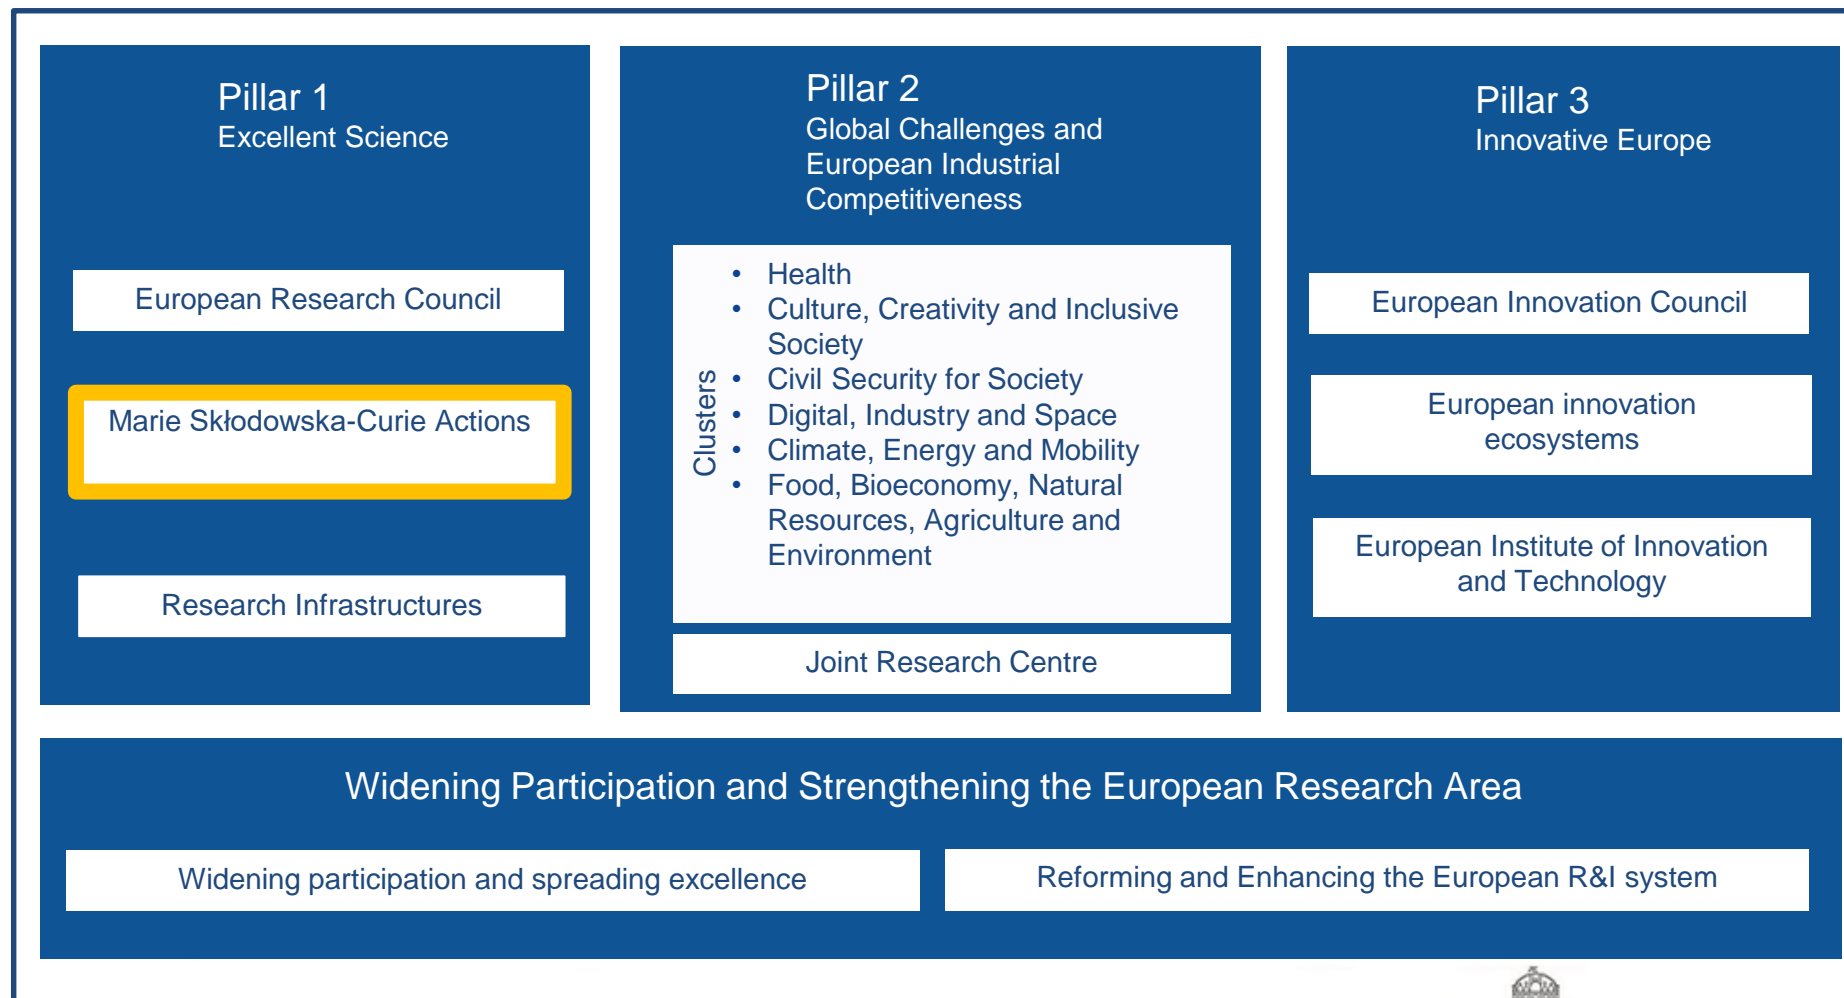 Pillar 1
Excellent Science
European Research Council
Marie Skłodowska-Curie Actions
Research Infrastructures
Pillar 2
Global Challenges and
European Industrial
Competitiveness
Clusters
• Health
• Culture, Creativity and Inclusive
Society
• Civil Security for Society
• Digital, Industry and Space
• Climate, Energy and Mobility
• Food, Bioeconomy, Natural
Resources, Agriculture and
Environment
Joint Research Centre
Pillar 3
Innovative Europe
European Innovation Council
European innovation
ecosystems
European Institute of Innovation
and Technology
Widening Participation and Strengthening the European Research Area
Widening participation and spreading excellence
Reforming and Enhancing the European R&I system